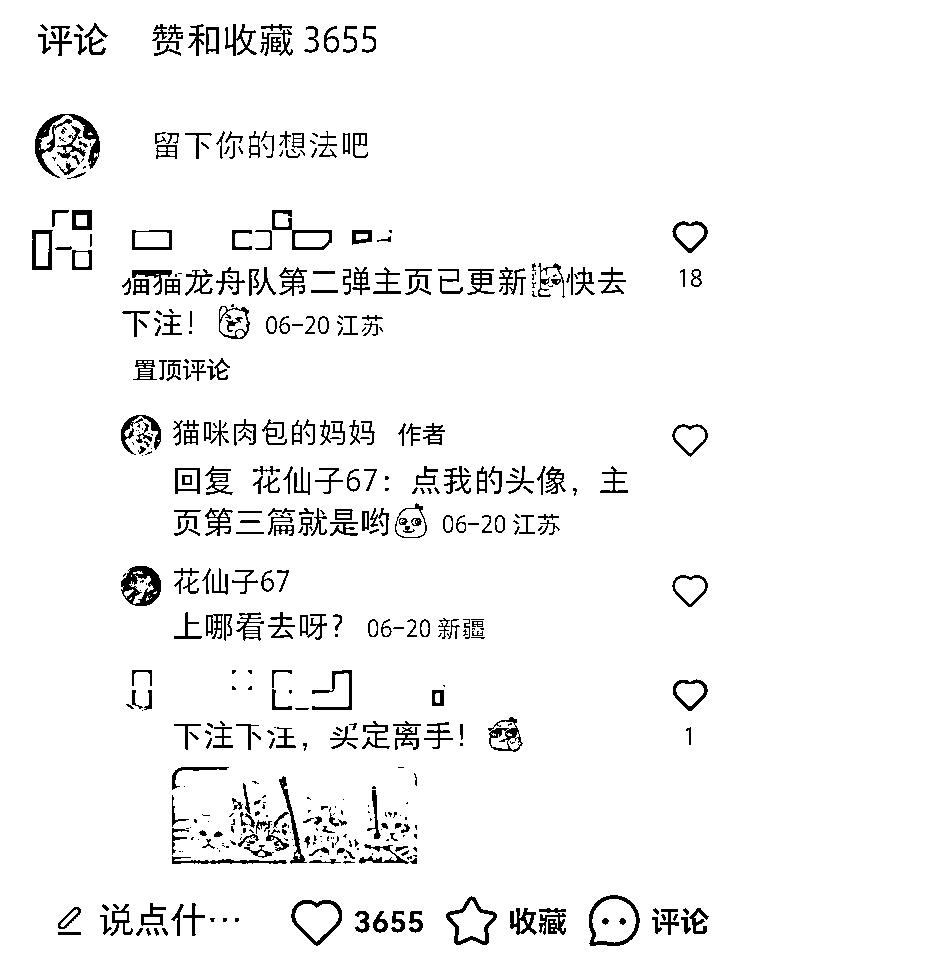 评论 赞和收藏 3655
留下你的想法吧
猫猫龙舟队第二弹主页已更新快去
18
下注！ 06-20 江苏
置顶评论
猫咪肉包的妈妈 作者
回复 花仙子67：点我的头像，主
页第三篇就是哟 06-20 江苏
花仙子67
上哪看去呀？ 06-20 新疆
下注下注，买定离手！
1
说点什… 3655 收藏 评论